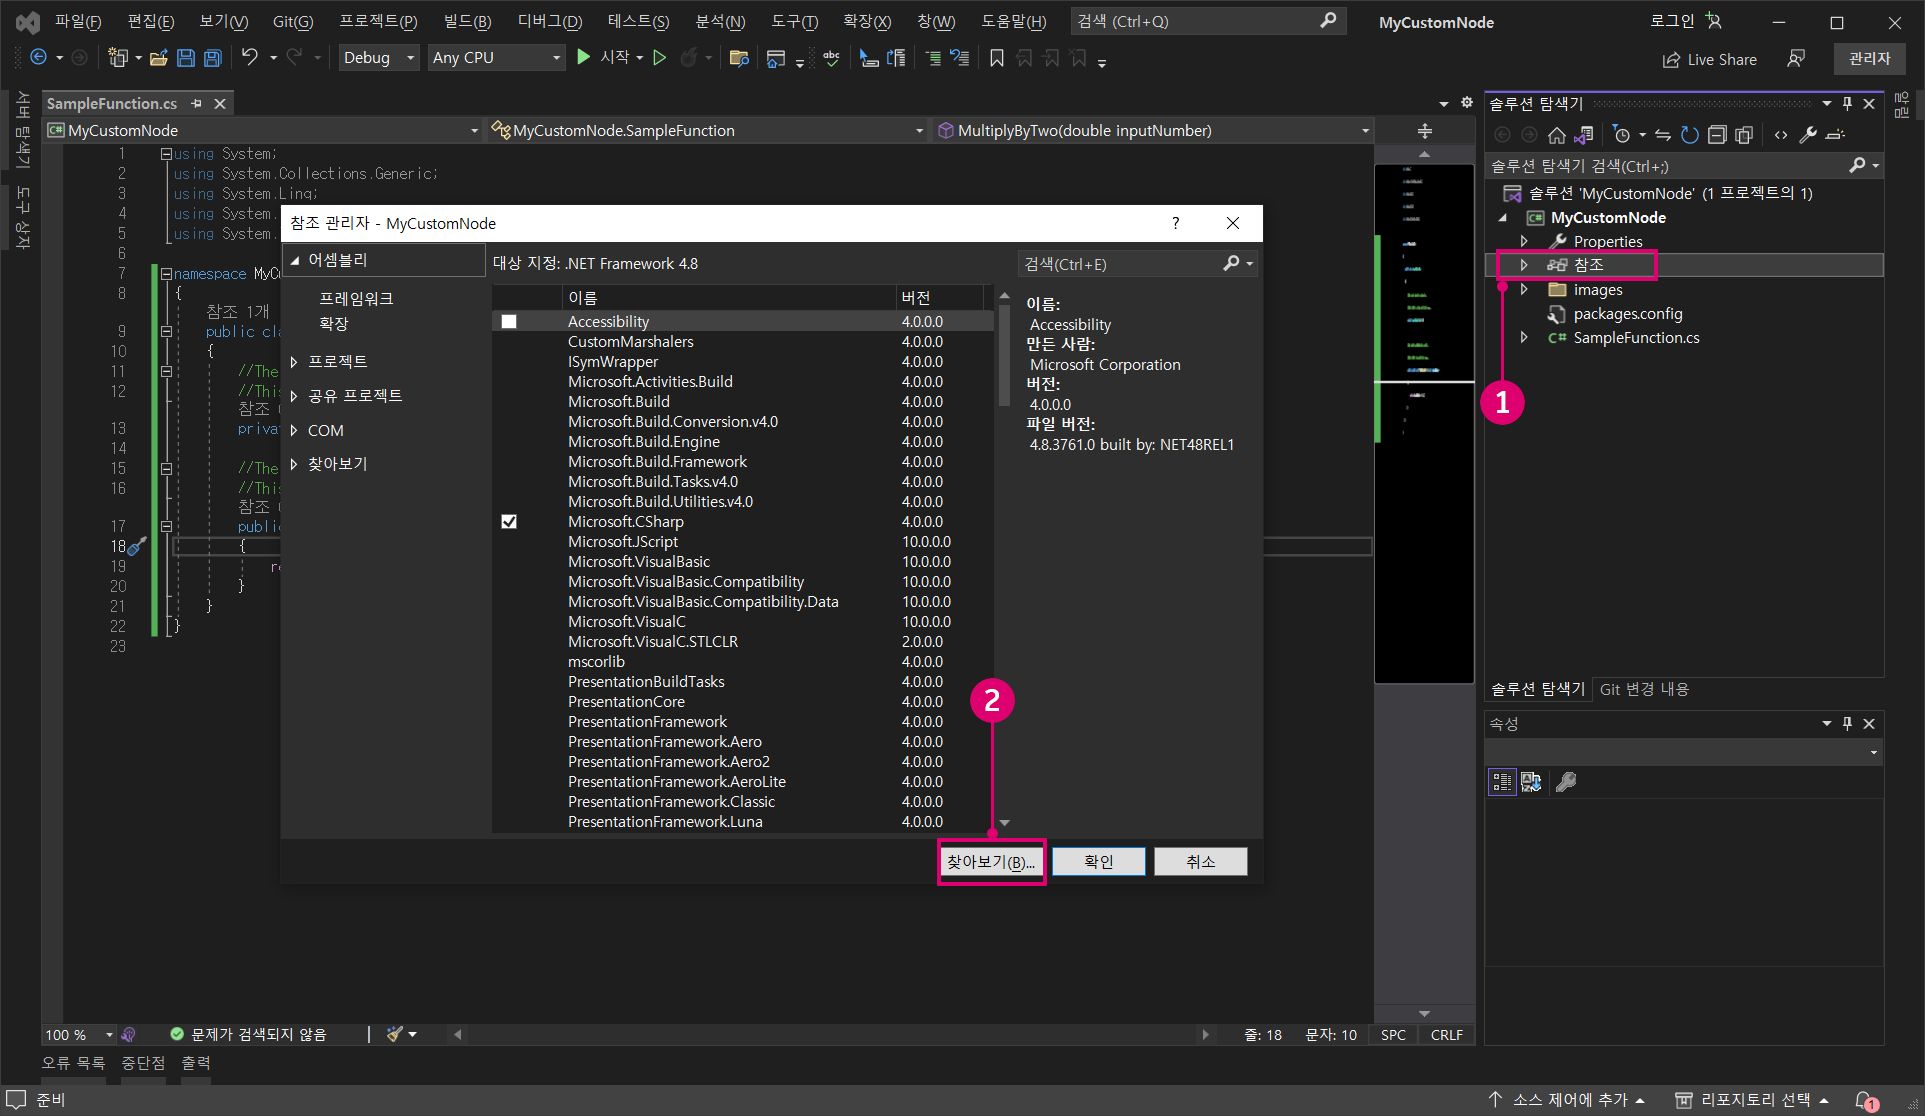 파일(F) 편집(E) 보기(V) Git(G) 프로젝트(P) 빌드(B) 디버그(D) 테스트(S) 분석(N) 도구(T) 확장(X) 창(W) 도움말(H) 검색 (Ctrl+Q) MyCustomNode 로그인
Debug Any CPU 시작 abc Live Share 관리자
서버 탐색기
도구 상자
SampleFunction.cs
MyCustomNode MyCustomNode.SampleFunction MultiplyByTwo(double inputNumber)
1 using System;
2 using System.Collections.Generic;
3 using System.Linq;
4 using System.
5 using System.
6
7 namespace MyCu
8 {
참조 1개
9 public cla
10 {
11 //The
12 //This
참조
13 priva
14
15 //The
16 //This
참조
17 publi
18 {
19 re
20 }
21 }
22 }
23
참조 관리자 - MyCustomNode ?
어셈블리
프레임워크
확장
프로젝트
공유 프로젝트
COM
찾아보기
대상 지정: .NET Framework 4.8
검색(Ctrl+E)
이름 버전
Accessibility 4.0.0.0
CustomMarshalers 4.0.0.0
ISymWrapper 4.0.0.0
Microsoft.Activities.Build 4.0.0.0
Microsoft.Build 4.0.0.0
Microsoft.Build.Conversion.v4.0 4.0.0.0
Microsoft.Build.Engine 4.0.0.0
Microsoft.Build.Framework 4.0.0.0
Microsoft.Build.Tasks.v4.0 4.0.0.0
Microsoft.Build.Utilities.v4.0 4.0.0.0
Microsoft.CSharp 4.0.0.0
Microsoft.JScript 10.0.0.0
Microsoft.VisualBasic 10.0.0.0
Microsoft.VisualBasic.Compatibility 10.0.0.0
Microsoft.VisualBasic.Compatibility.Data 10.0.0.0
Microsoft.VisualC 10.0.0.0
Microsoft.VisualC.STLCLR 2.0.0.0
mscorlib 4.0.0.0
PresentationBuildTasks 4.0.0.0
PresentationCore 4.0.0.0
PresentationFramework 4.0.0.0
PresentationFramework.Aero 4.0.0.0
PresentationFramework.Aero2 4.0.0.0
PresentationFramework.AeroLite 4.0.0.0
PresentationFramework.Classic 4.0.0.0
PresentationFramework.Luna 4.0.0.0
이름:
Accessibility
만든 사람:
Microsoft Corporation
버전:
4.0.0.0
파일 버전:
4.8.3761.0 built by: NET48REL1
2
찾아보기(B)... 확인 취소
솔루션 탐색기
솔루션 탐색기 검색(Ctrl+;)
솔루션 'MyCustomNode' (1 프로젝트의 1)
MyCustomNode
Properties
참조
images
packages.config
SampleFunction.cs
1
알림
솔루션 탐색기 Git 변경 내용
속성
100 % 문제가 검색되지 않음 줄: 18 문자: 10 SPC CRLF
오류 목록 중단점 출력
준비 소스 제어에 추가 리포지토리 선택 1